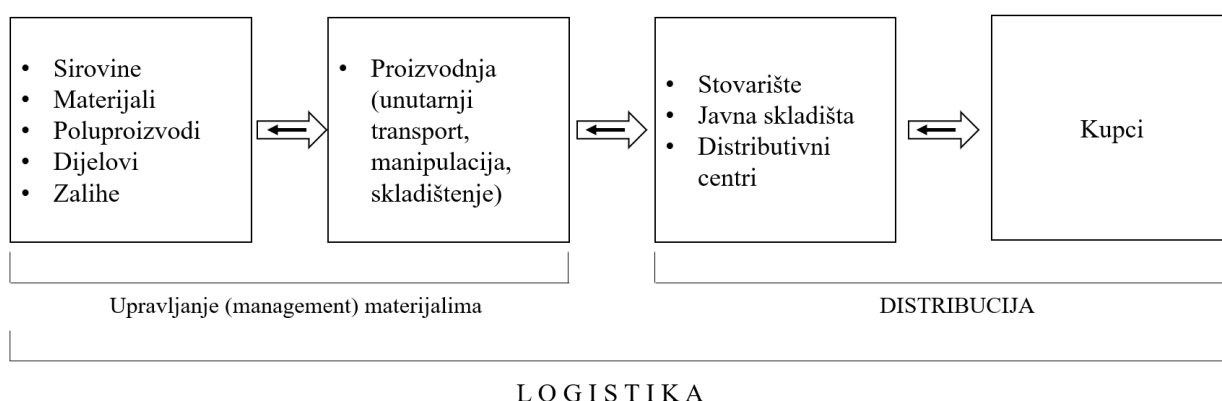 • Sirovine
• Materijali
• Poluproizvodi
• Dijelovi
• Zalihe
• Proizvodnja
(unutarnji
transport,
manipulacija,
skladištenje)
• Stovarište
• Javna skladišta
• Distributivni
centri
Kupci
Upravljanje (management) materijalima
DISTRIBUCIJA
L O G I S T I K A